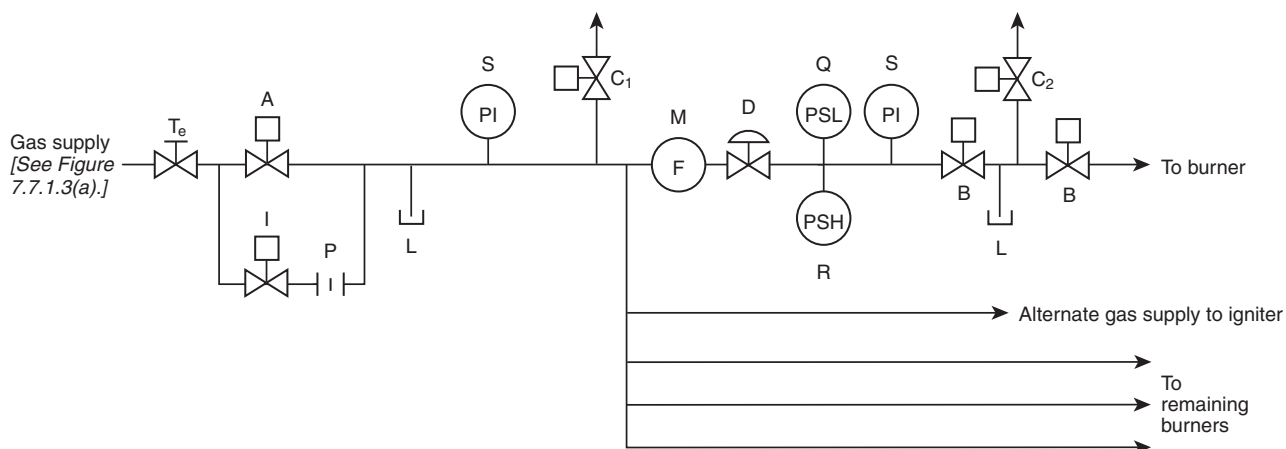 Gas supply
[See Figure
7.7.1.3(a).]
Te
A
I
P
L
S
PI
C1
M
F
D
Q
PSL
PSH
R
S
PI
B
L
C2
B
To burner
Alternate gas supply to igniter
To
remaining
burners